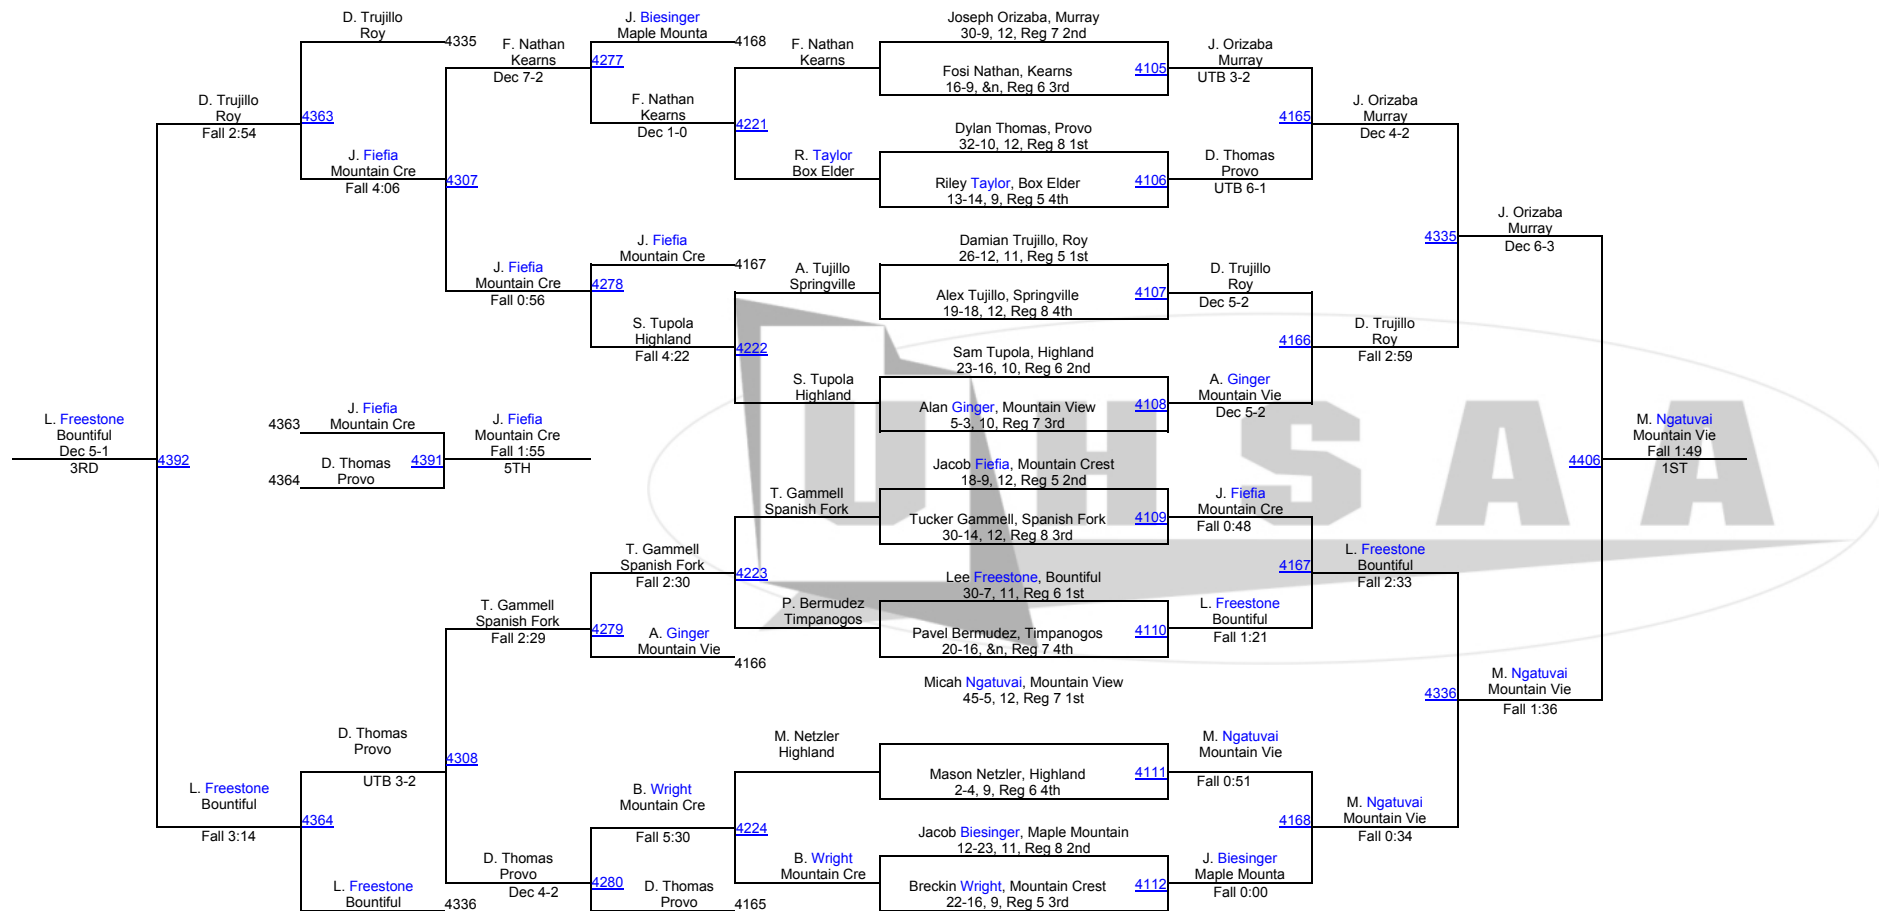 D. Trujillo
Roy
4335
F. Nathan
Kearns
Dec 7-2
J. Biesinger
Maple Mounta
4168
4277
F. Nathan
Kearns
Dec 1-0
F. Nathan
Kearns
4221
R. Taylor
Box Elder
Joseph Orizaba, Murray
30-9, 12, Reg 7 2nd
Fosi Nathan, Kearns
16-9, &n, Reg 6 3rd
4105
J. Orizaba
Murray
UTB 3-2
Dylan Thomas, Provo
32-10, 12, Reg 8 1st
Riley Taylor, Box Elder
13-14, 9, Reg 5 4th
4106
D. Thomas
Provo
UTB 6-1
4165
J. Orizaba
Murray
Dec 4-2
D. Trujillo
Roy
Fall 2:54
4363
J. Fiefia
Mountain Cre
Fall 4:06
4307
J. Fiefia
Mountain Cre
Fall 0:56
J. Fiefia
Mountain Cre
4167
4278
S. Tupola
Highland
Fall 4:22
A. Tujillo
Springville
4222
S. Tupola
Highland
Damian Trujillo, Roy
26-12, 11, Reg 5 1st
Alex Tujillo, Springville
19-18, 12, Reg 8 4th
4107
D. Trujillo
Roy
Dec 5-2
Sam Tupola, Highland
23-16, 10, Reg 6 2nd
Alan Ginger, Mountain View
5-3, 10, Reg 7 3rd
4108
A. Ginger
Mountain Vie
Dec 5-2
4166
D. Trujillo
Roy
Fall 2:59
4335
J. Orizaba
Murray
Dec 6-3
L. Freestone
Bountiful
Dec 5-1
3RD
4392
4363
J. Fiefia
Mountain Cre
4364
D. Thomas
Provo
4391
J. Fiefia
Mountain Cre
Fall 1:55
5TH
UHSAA
4406
M. Ngatuvai
Mountain Vie
Fall 1:49
1ST
Jacob Fiefia, Mountain Crest
18-9, 12, Reg 5 2nd
T. Gammell
Spanish Fork
Tucker Gammell, Spanish Fork
30-14, 12, Reg 8 3rd
4109
J. Fiefia
Mountain Cre
Fall 0:48
T. Gammell
Spanish Fork
Fall 2:30
4223
P. Bermudez
Timpanogos
Lee Freestone, Bountiful
30-7, 11, Reg 6 1st
Pavel Bermudez, Timpanogos
20-16, &n, Reg 7 4th
4110
L. Freestone
Bountiful
Fall 1:21
4167
L. Freestone
Bountiful
Fall 2:33
T. Gammell
Spanish Fork
Fall 2:29
4279
A. Ginger
Mountain Vie
4166
Micah Ngatuvai, Mountain View
45-5, 12, Reg 7 1st
4336
M. Ngatuvai
Mountain Vie
Fall 1:36
D. Thomas
Provo
UTB 3-2
4308
M. Netzler
Highland
Mason Netzler, Highland
2-4, 9, Reg 6 4th
4111
M. Ngatuvai
Mountain Vie
Fall 0:51
L. Freestone
Bountiful
Fall 3:14
4364
B. Wright
Mountain Cre
Fall 5:30
4224
B. Wright
Mountain Cre
Jacob Biesinger, Maple Mountain
12-23, 11, Reg 8 2nd
Breckin Wright, Mountain Crest
22-16, 9, Reg 5 3rd
4112
J. Biesinger
Maple Mounta
Fall 0:00
4168
M. Ngatuvai
Mountain Vie
Fall 0:34
L. Freestone
Bountiful
4336
D. Thomas
Provo
Dec 4-2
4280
D. Thomas
Provo
4165